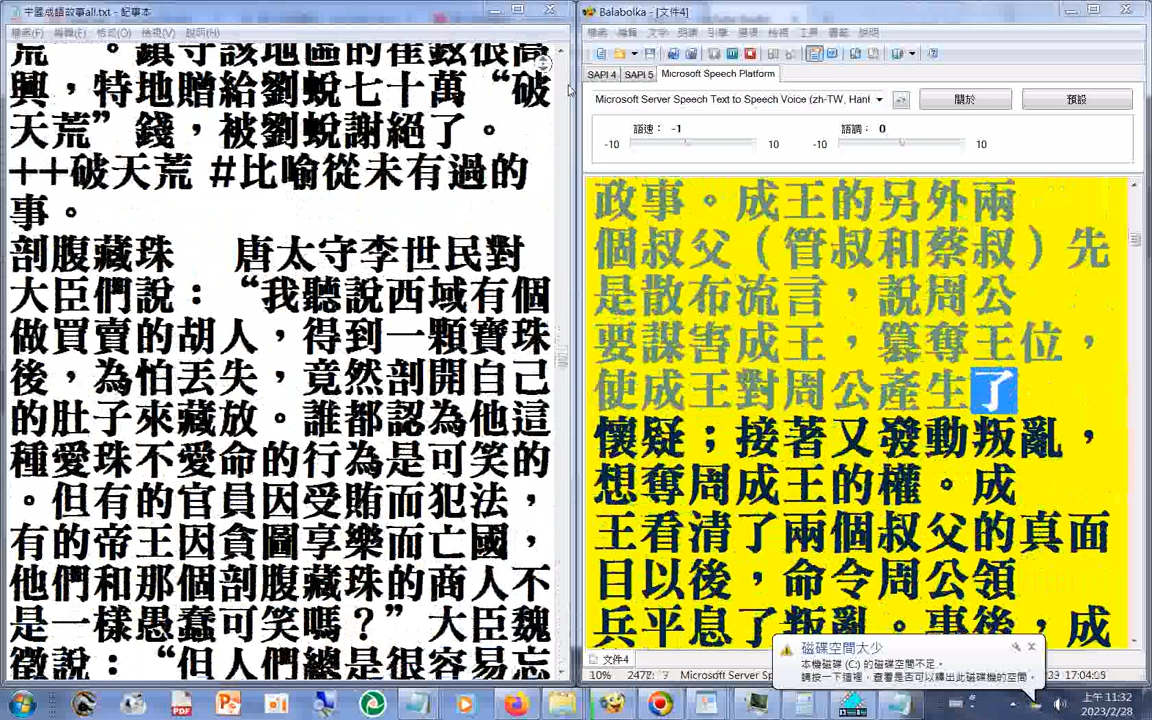 中國成語故事all.txt - 記事本
檔案(F) 編輯(E) 格式(O) 檢視(V) 說明(H)
荒　。鎮守該地區的崔鉉很高
興，特地贈給劉蛻七十萬“破
天荒”錢，被劉蛻謝絕了。
++破天荒 #比喻從未有過的
事。
剖腹藏珠　 唐太守李世民對
大臣們說：“我聽說西域有個
做買賣的胡人，得到一顆寶珠
後，為怕丟失，竟然剖開自己
的肚子來藏放。誰都認為他這
種愛珠不愛命的行為是可笑的
。但有的官員因受賄而犯法，
有的帝王因貪圖享樂而亡國，
他們和那個剖腹藏珠的商人不
是一樣愚蠢可笑嗎？”大臣魏
徵說：“但人們總是很容易忘
Balabolka - [文件4]
檔案 編輯 文字 朗讀 引擎 選項 檢視 工具 書籤 說明
SAPI 4 SAPI 5 Microsoft Speech Platform
Microsoft Server Speech Text to Speech Voice (zh-TW, Han
關於 預設
語速： -1 語調： 0
-10 10 -10 10
政事。成王的另外兩
個叔父（管叔和蔡叔）先
是散布流言，說周公
要謀害成王，篡奪王位，
使成王對周公產生了
懷疑；接著又發動叛亂，
想奪周成王的權。成
王看清了兩個叔父的真面
目以後，命令周公領
兵平息了叛亂。事後，成
文件4
10% Microsoft Server Sp
17:04:05
磁碟空間太少
本機磁碟 (C:) 的磁碟空間不足。
請按一下這裡，查看是否可以釋出此磁碟機的空間。
PDF
上午 11:32
2023/2/28